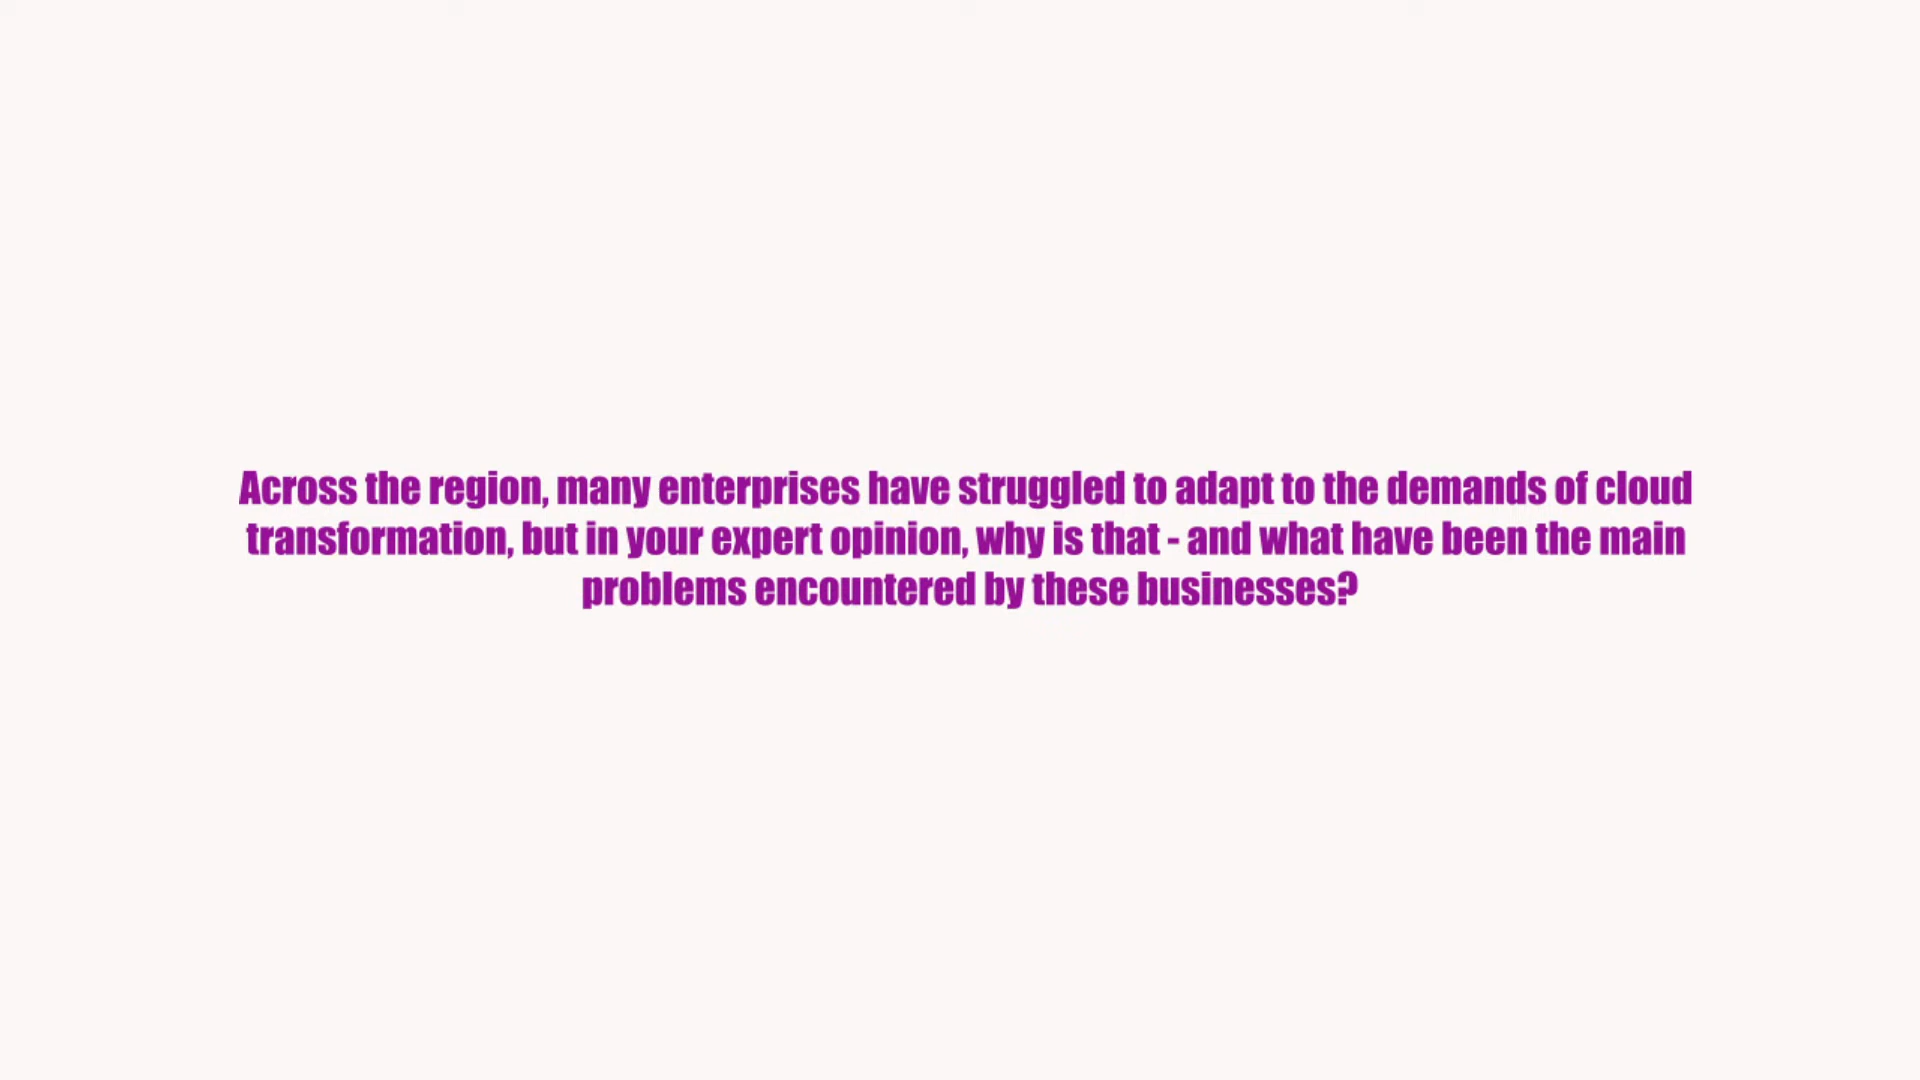 Across the region, many enterprises have struggled to adapt to the demands of cloud
transformation, but in your expert opinion, why is that - and what have been the main
problems encountered by these businesses?